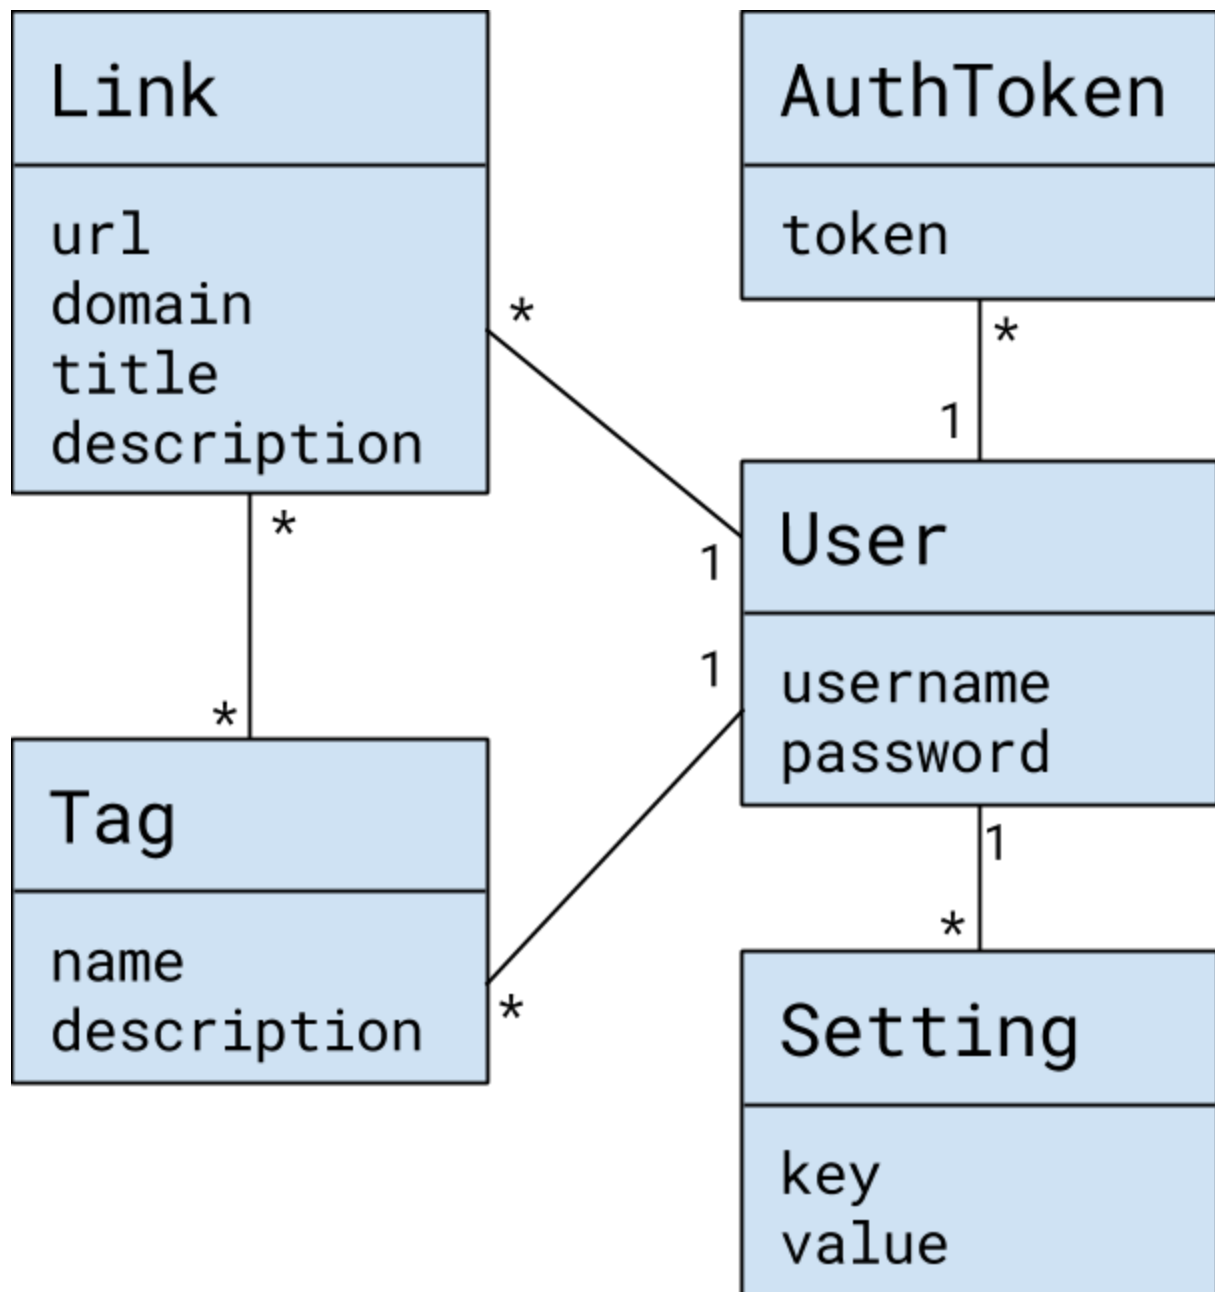 Link
url
domain
title
description
*
*
Tag
name
description
*
1
1
*
AuthToken
token
*
1
User
username
password
1
*
Setting
key
value